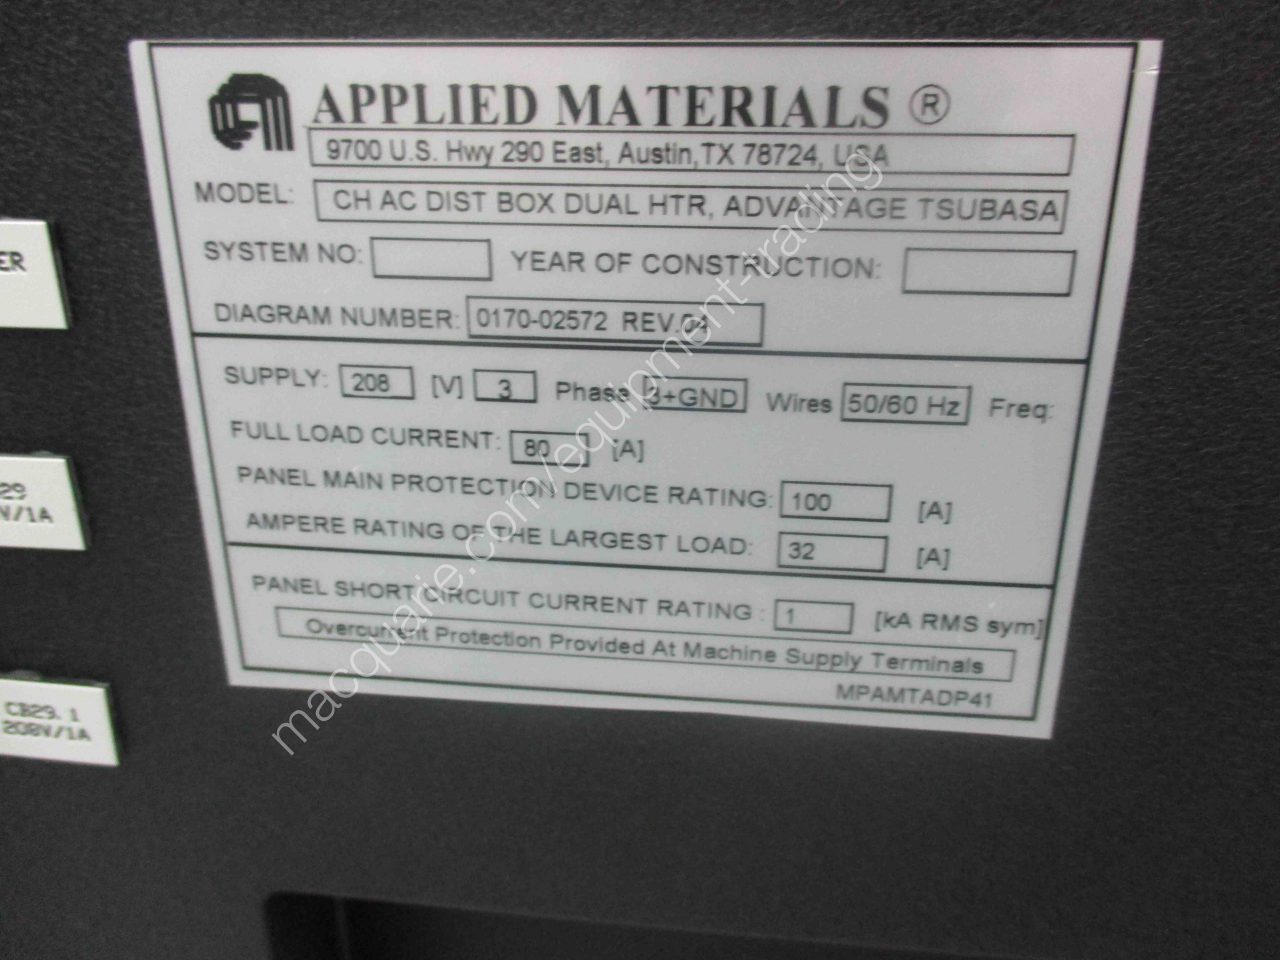 APPLIED MATERIALS ®
9700 U.S. Hwy 290 East, Austin,TX 78724, USA
MODEL: CH AC DIST BOX DUAL HTR, ADVANTAGE TSUBASA
SYSTEM NO: YEAR OF CONSTRUCTION:
DIAGRAM NUMBER: 0170-02572 REV.04
SUPPLY: 208 [V] 3 Phase 3+GND Wires 50/60 Hz Freq:
FULL LOAD CURRENT: 80 [A]
PANEL MAIN PROTECTION DEVICE RATING: 100 [A]
AMPERE RATING OF THE LARGEST LOAD: 32 [A]
PANEL SHORT CIRCUIT CURRENT RATING : 1 [kA RMS sym]
Overcurrent Protection Provided At Machine Supply Terminals
MPAMTADP41
ER
29
V/1A
CB29.1
208V/1A
macquarie.com/equipment-trading